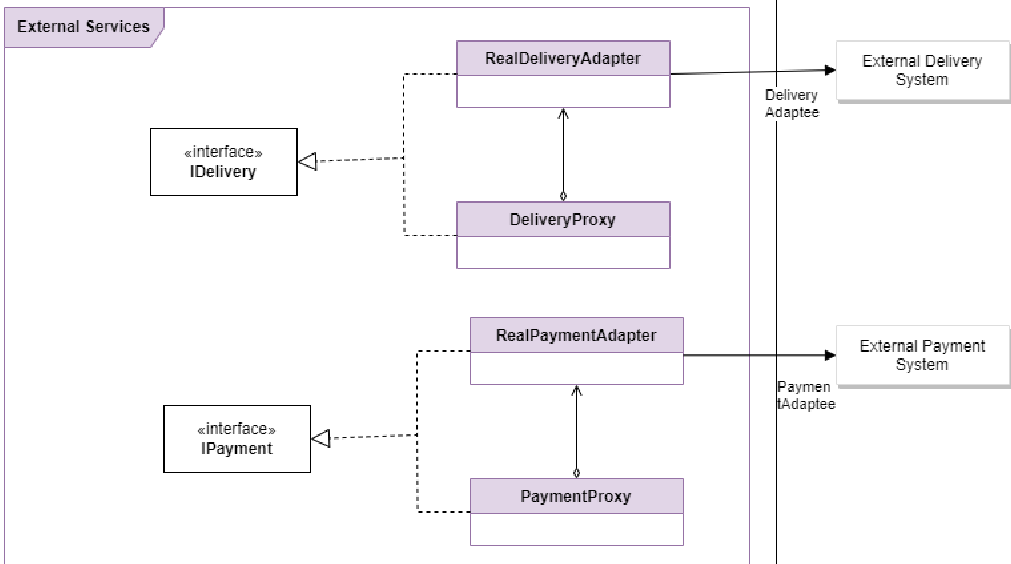 External Services
RealDeliveryAdapter
External Delivery
System
Delivery
Adaptee
«interface»
IDelivery
DeliveryProxy
RealPaymentAdapter
External Payment
System
Paymen
tAdaptee
«interface»
IPayment
PaymentProxy